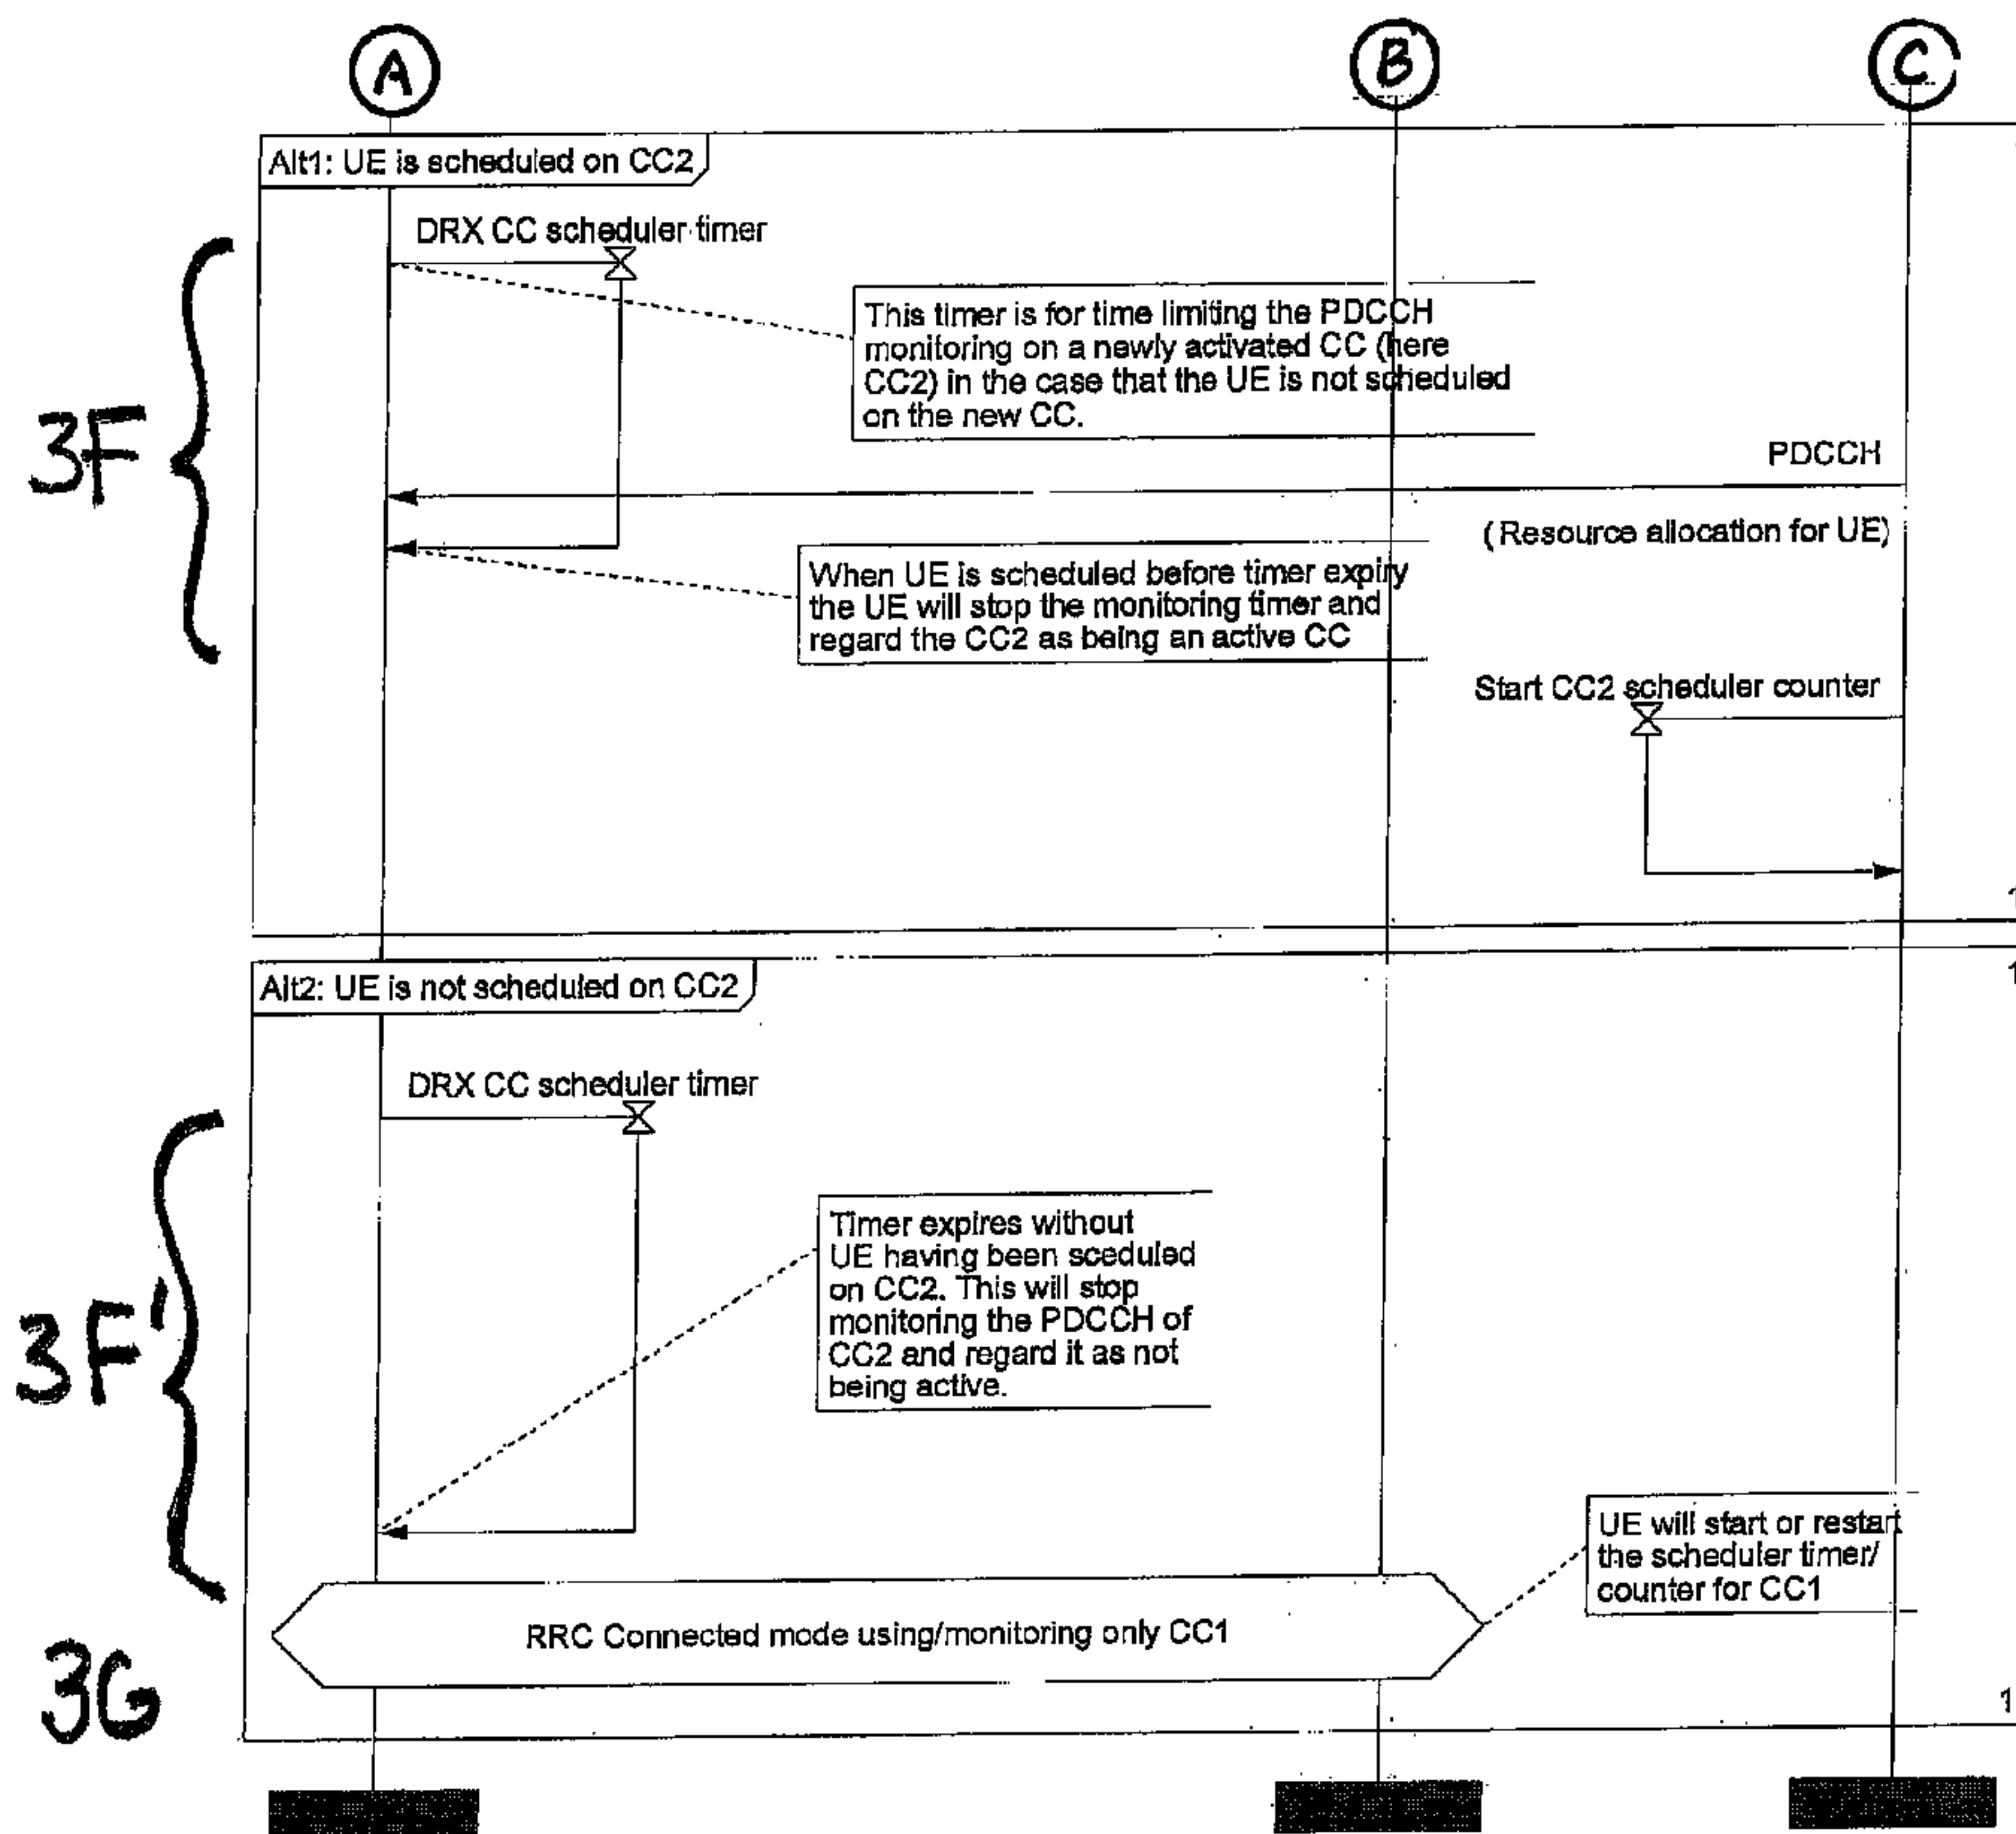 A
B
C
Alt1: UE is scheduled on CC2
DRX CC scheduler timer
This timer is for time limiting the PDCCH
monitoring on a newly activated CC (here
CC2) in the case that the UE is not scheduled
on the new CC.
3F
PDCCH
(Resource allocation for UE)
When UE is scheduled before timer expiry
the UE will stop the monitoring timer and
regard the CC2 as being an active CC
Start CC2 scheduler counter
1
1
Alt2: UE is not scheduled on CC2
DRX CC scheduler timer
Timer expires without
UE having been sceduled
on CC2. This will stop
monitoring the PDCCH of
CC2 and regard it as not
being active.
3F'
UE will start or restart
the scheduler timer/
counter for CC1
RRC Connected mode using/monitoring only CC1
3G
1